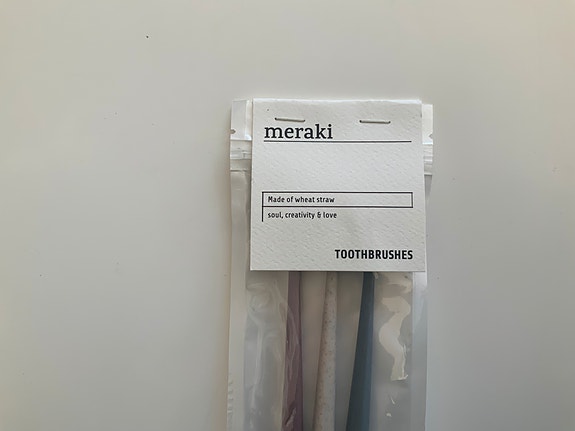 meraki
Made of wheat straw
soul, creativity & love
TOOTHBRUSHES